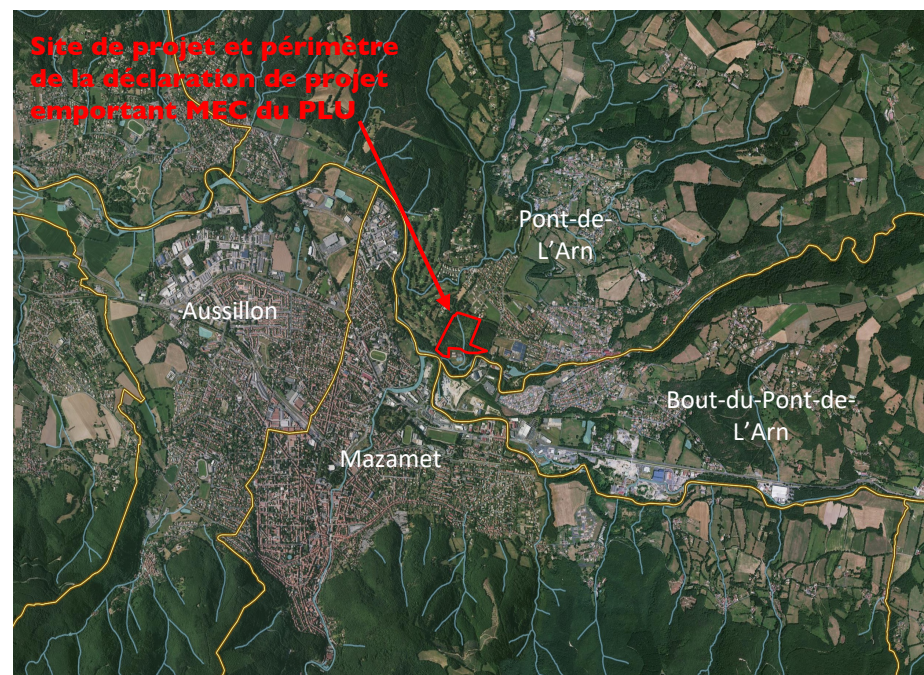 Site de projet et périmètre
de la déclaration de projet
emportant MEC du PLU
Pont-de-
L'Arn
Aussillon
Bout-du-Pont-de-
L'Arn
Mazamet